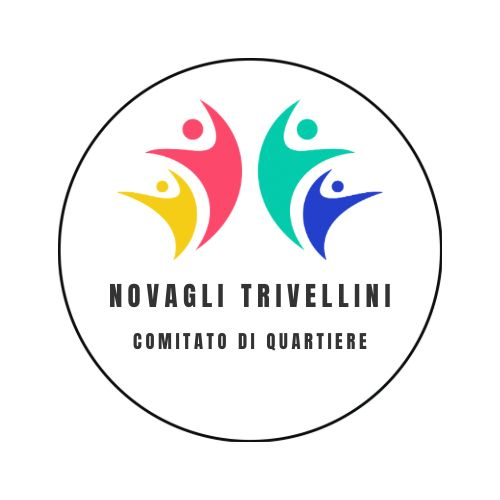 NOVAGLI TRIVELLINI
COMITATO DI QUARTIERE